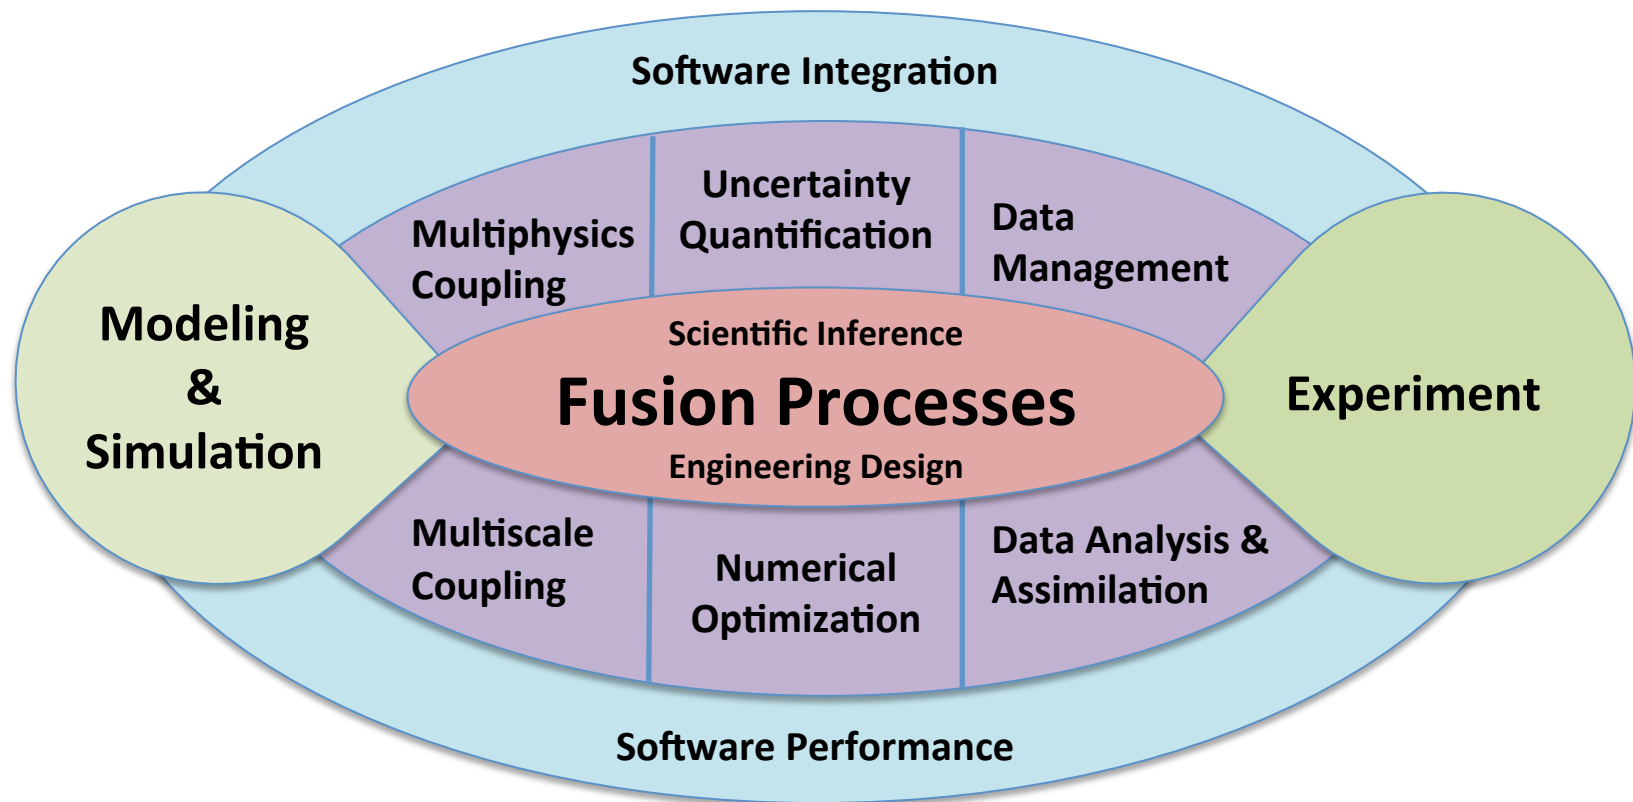 Software Integration
Uncertainty
Quantification
Multiphysics
Coupling
Data
Management
Modeling
&
Simulation
Scientific Inference
Fusion Processes
Engineering Design
Experiment
Multiscale
Coupling
Numerical
Optimization
Data Analysis &
Assimilation
Software Performance